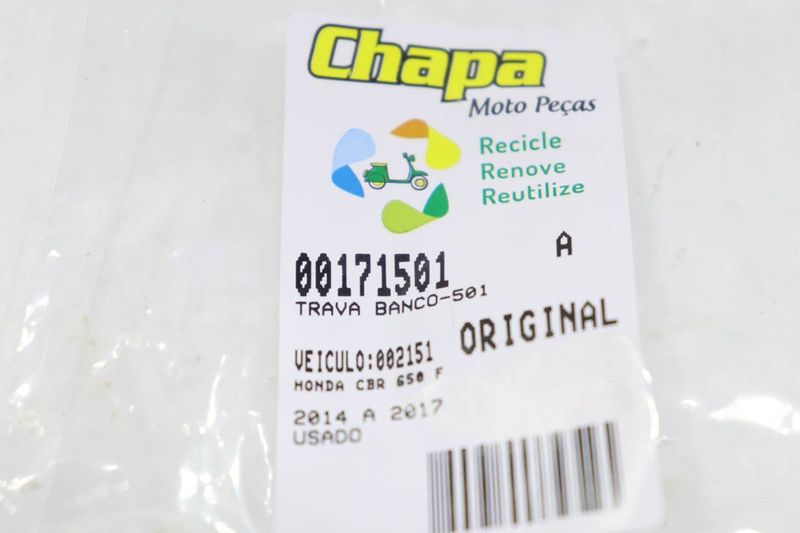 Chapa
Moto Peças
Recicle
Renove
Reutilize
A
00171501
TRAVA BANCO-501
ORIGINAL
VEICULO:002151
HONDA CBR 650 F
2014 A 2017
USADO